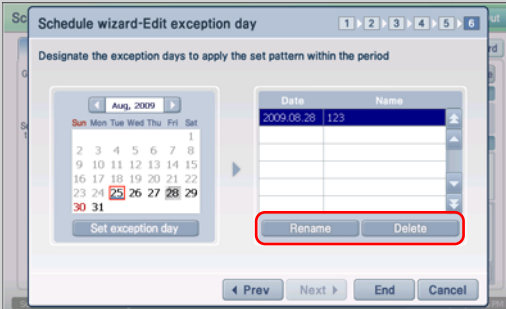 Schedule wizard-Edit exception day
1 2 3 4 5 6
Designate the exception days to apply the set pattern within the period
Aug, 2009
Sun Mon Tue Wed Thu Fri Sat
1
2 3 4 5 6 7 8
9 10 11 12 13 14 15
16 17 18 19 20 21 22
23 24 25 26 27 28 29
30 31
Set exception day
Date Name
2009.08.28 123
Rename Delete
Prev Next End Cancel